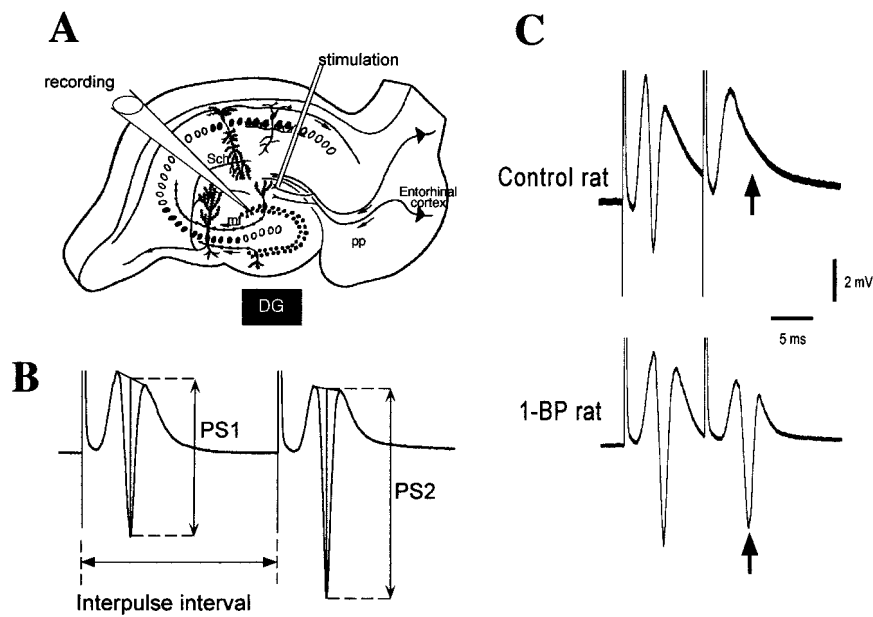 A
recording
stimulation
Sch
mf
Entorhinal
cortex
pp
DG
B
PS1
PS2
Interpulse interval
C
Control rat
2 mV
5 ms
1-BP rat